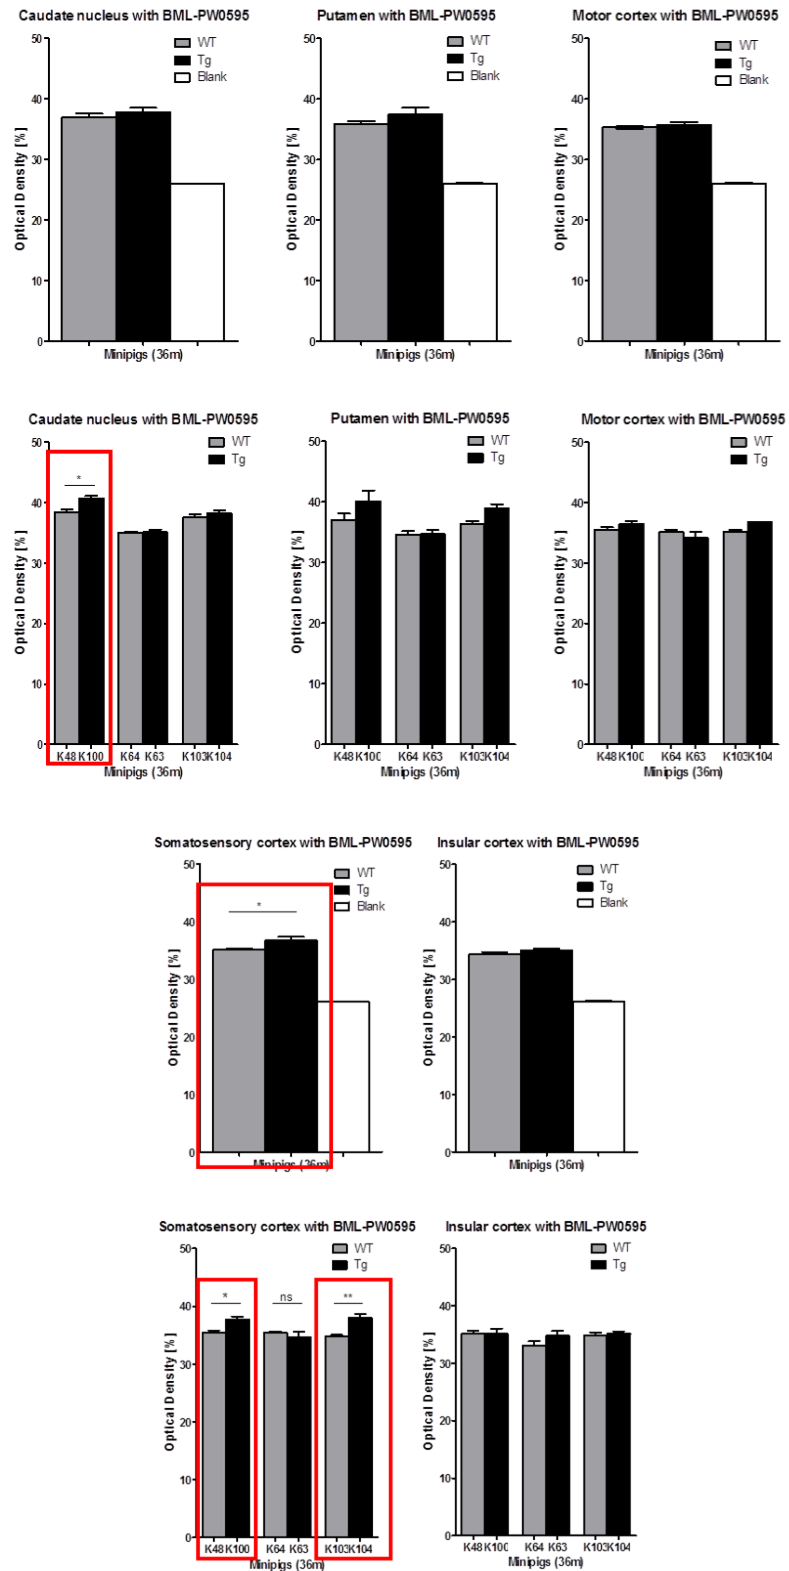 Caudate nucleus with BML-PW0595
WT
Tg
Blank
Optical Density [%]
50
40
30
20
10
0
Minipigs (36m)
Putamen with BML-PW0595
WT
Tg
Blank
Optical Density [%]
50
40
30
20
10
0
Minipigs (36m)
Motor cortex with BML-PW0595
WT
Tg
Blank
Optical Density [%]
50
40
30
20
10
0
Minipigs (36m)
Caudate nucleus with BML-PW0595
WT
Tg
*
Optical Density [%]
50
40
30
20
10
0
K48 K100 K64 K63 K103 K104
Minipigs (36m)
Putamen with BML-PW0595
WT
Tg
Optical Density [%]
50
40
30
20
10
0
K48 K100 K64 K63 K103 K104
Minipigs (36m)
Motor cortex with BML-PW0595
WT
Tg
Optical Density [%]
50
40
30
20
10
0
K48 K100 K64 K63 K103 K104
Minipigs (36m)
Somatosensory cortex with BML-PW0595
WT
Tg
Blank
*
Optical Density [%]
50
40
30
20
10
0
Minipigs (36m)
Insular cortex with BML-PW0595
WT
Tg
Blank
Optical Density [%]
50
40
30
20
10
0
Minipigs (36m)
Somatosensory cortex with BML-PW0595
WT
Tg
* ns **
Optical Density [%]
50
40
30
20
10
0
K48 K100 K64 K63 K103 K104
Minipigs (36m)
Insular cortex with BML-PW0595
WT
Tg
Optical Density [%]
50
40
30
20
10
0
K48 K100 K64 K63 K103 K104
Minipigs (36m)